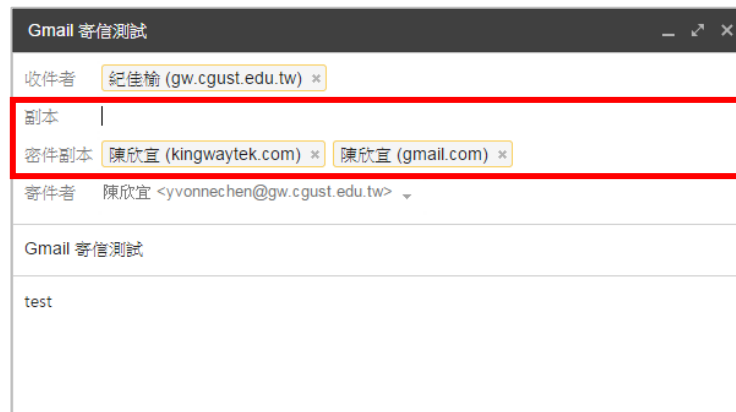 Gmail 寄信測試
收件者 紀佳榆 (gw.cgust.edu.tw) ×
副本
密件副本 陳欣宜 (kingwaytek.com) × 陳欣宜 (gmail.com) ×
寄件者 陳欣宜 <yvonnechen@gw.cgust.edu.tw>
Gmail 寄信測試
test